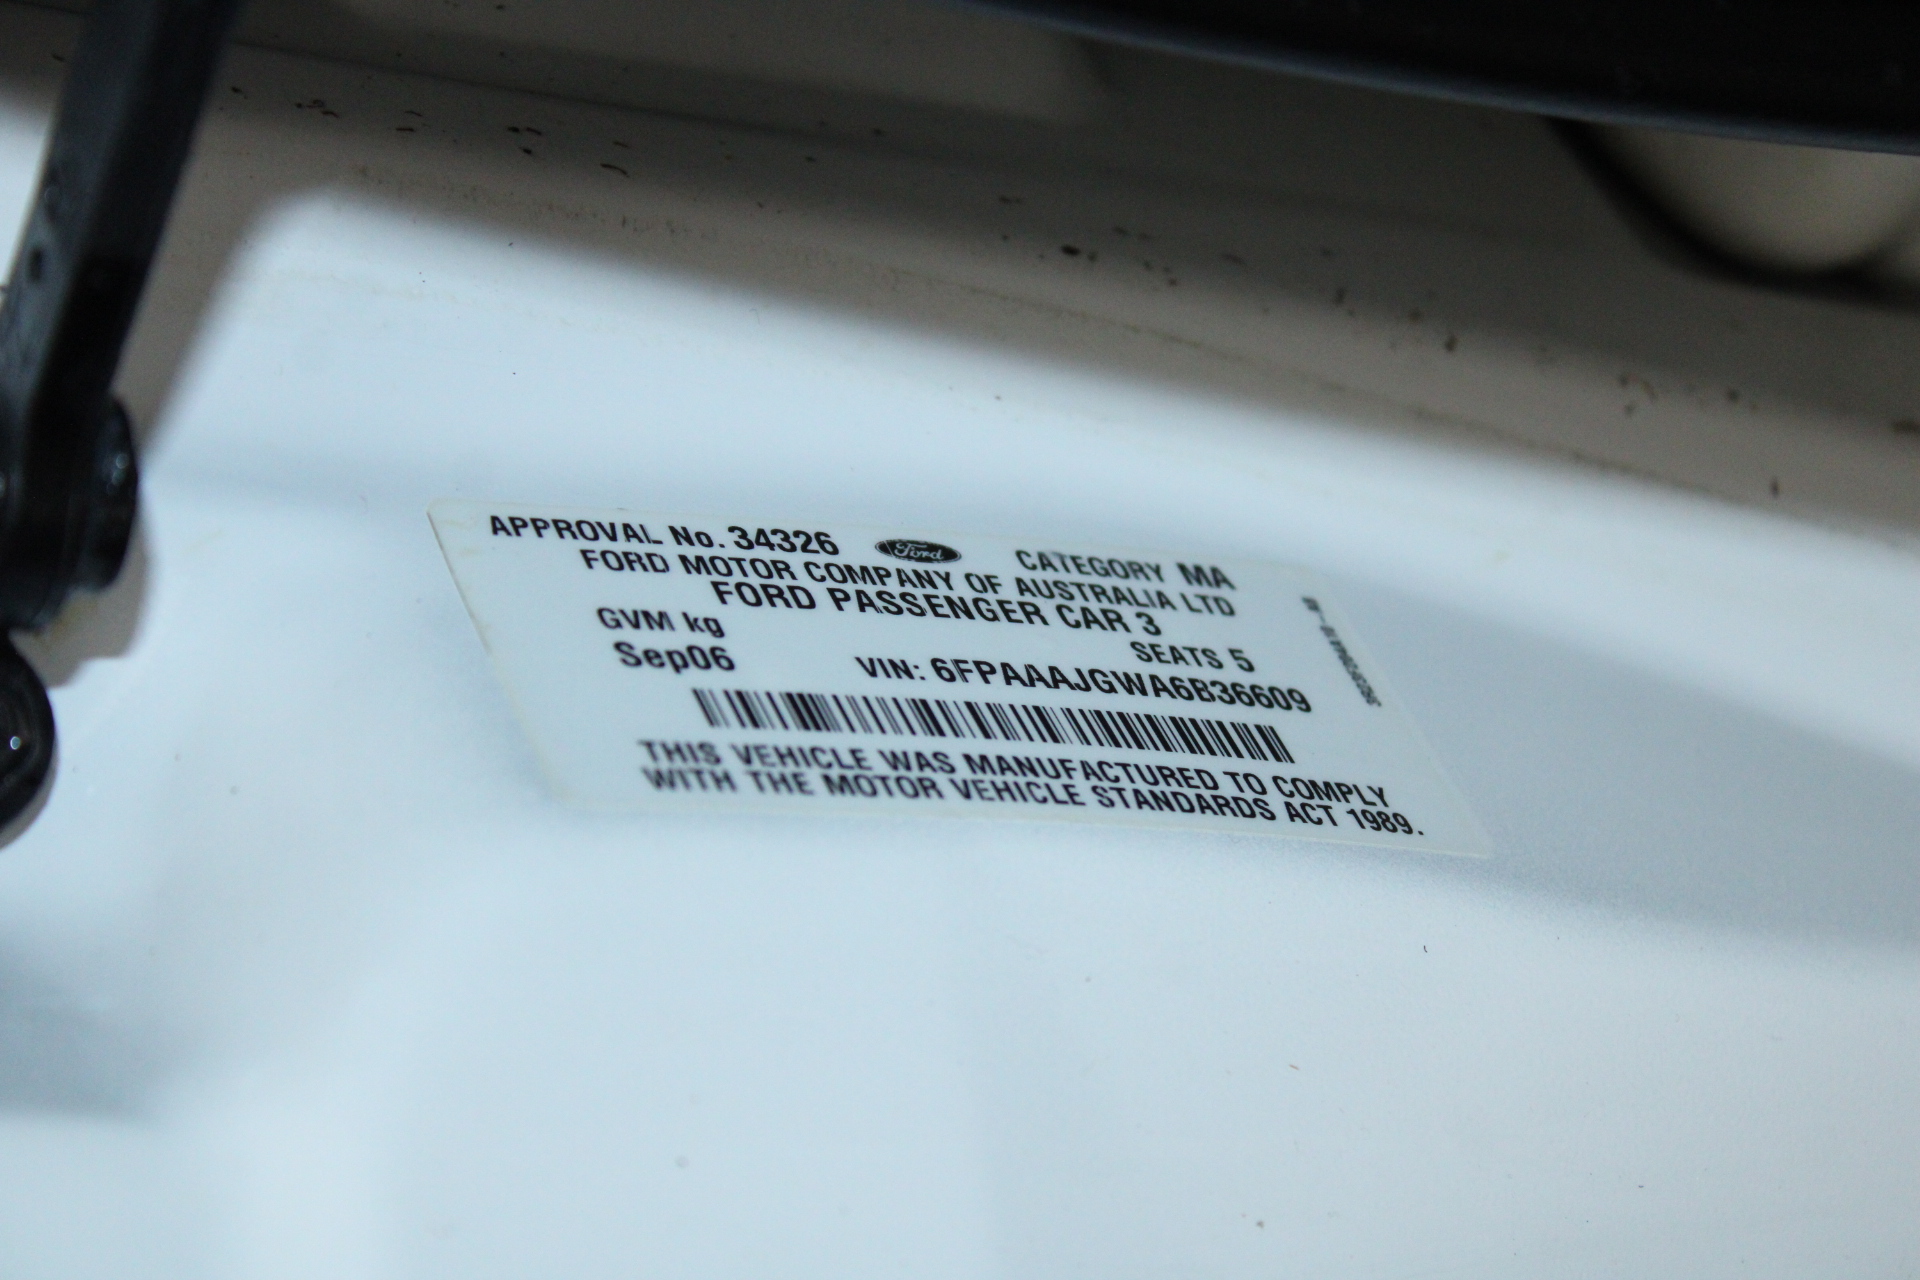 APPROVAL No. 34326 Ford CATEGORY MA
FORD MOTOR COMPANY OF AUSTRALIA LTD
FORD PASSENGER CAR 3
GVM kg SEATS 5
Sep06 VIN: 6FPAAAJGWA6B36609
THIS VEHICLE WAS MANUFACTURED TO COMPLY
WITH THE MOTOR VEHICLE STANDARDS ACT 1989.